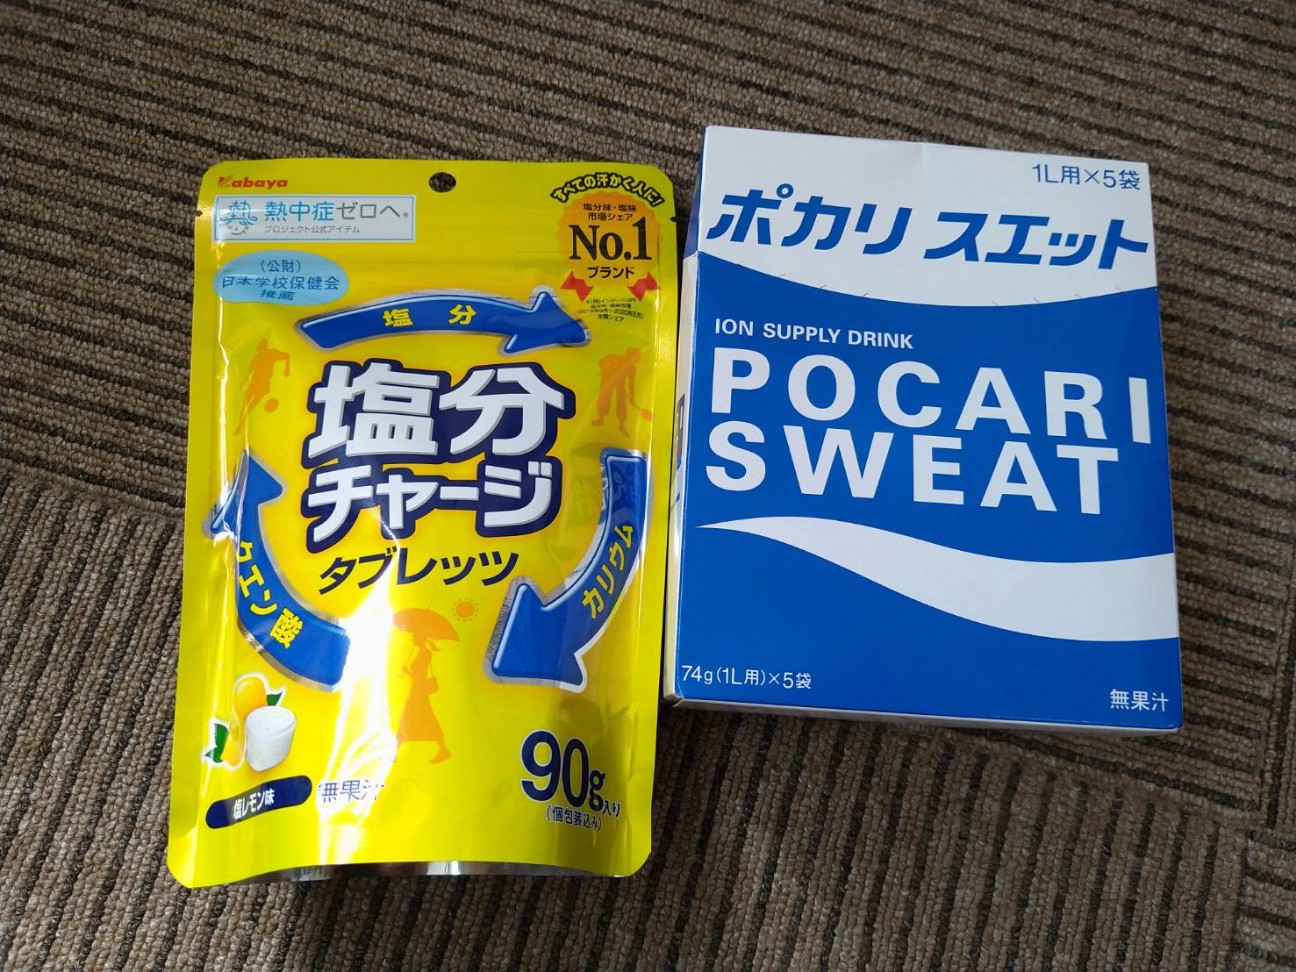 Kabaya
熱中症ゼロへ®
プロジェクト公式アイテム
(公財)
日本学校保健会
推薦
すべての汗かく人に!
塩分味・塩味
市場シェア
No.1
ブランド
塩分
塩分
チャージ
タブレッツ
カリウム
クエン酸
塩レモン味
無果汁
90g入り
(個包装込み)
1L用×5袋
ポカリスエット
ION SUPPLY DRINK
POCARI
SWEAT
74g(1L用)×5袋
無果汁